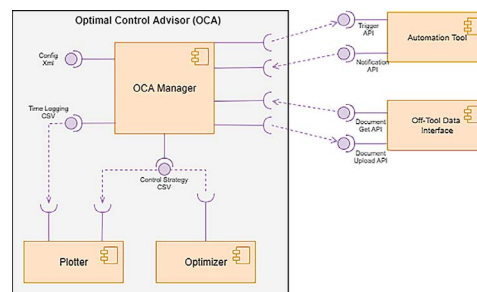 Optimal Control Advisor (OCA)
Config
Xml
OCA Manager
Time Logging
CSV
Control Strategy
CSV
Plotter
Optimizer
Trigger
API
Notification
API
Automation Tool
Document
Get API
Document
Upload API
Off-Tool Data
Interface